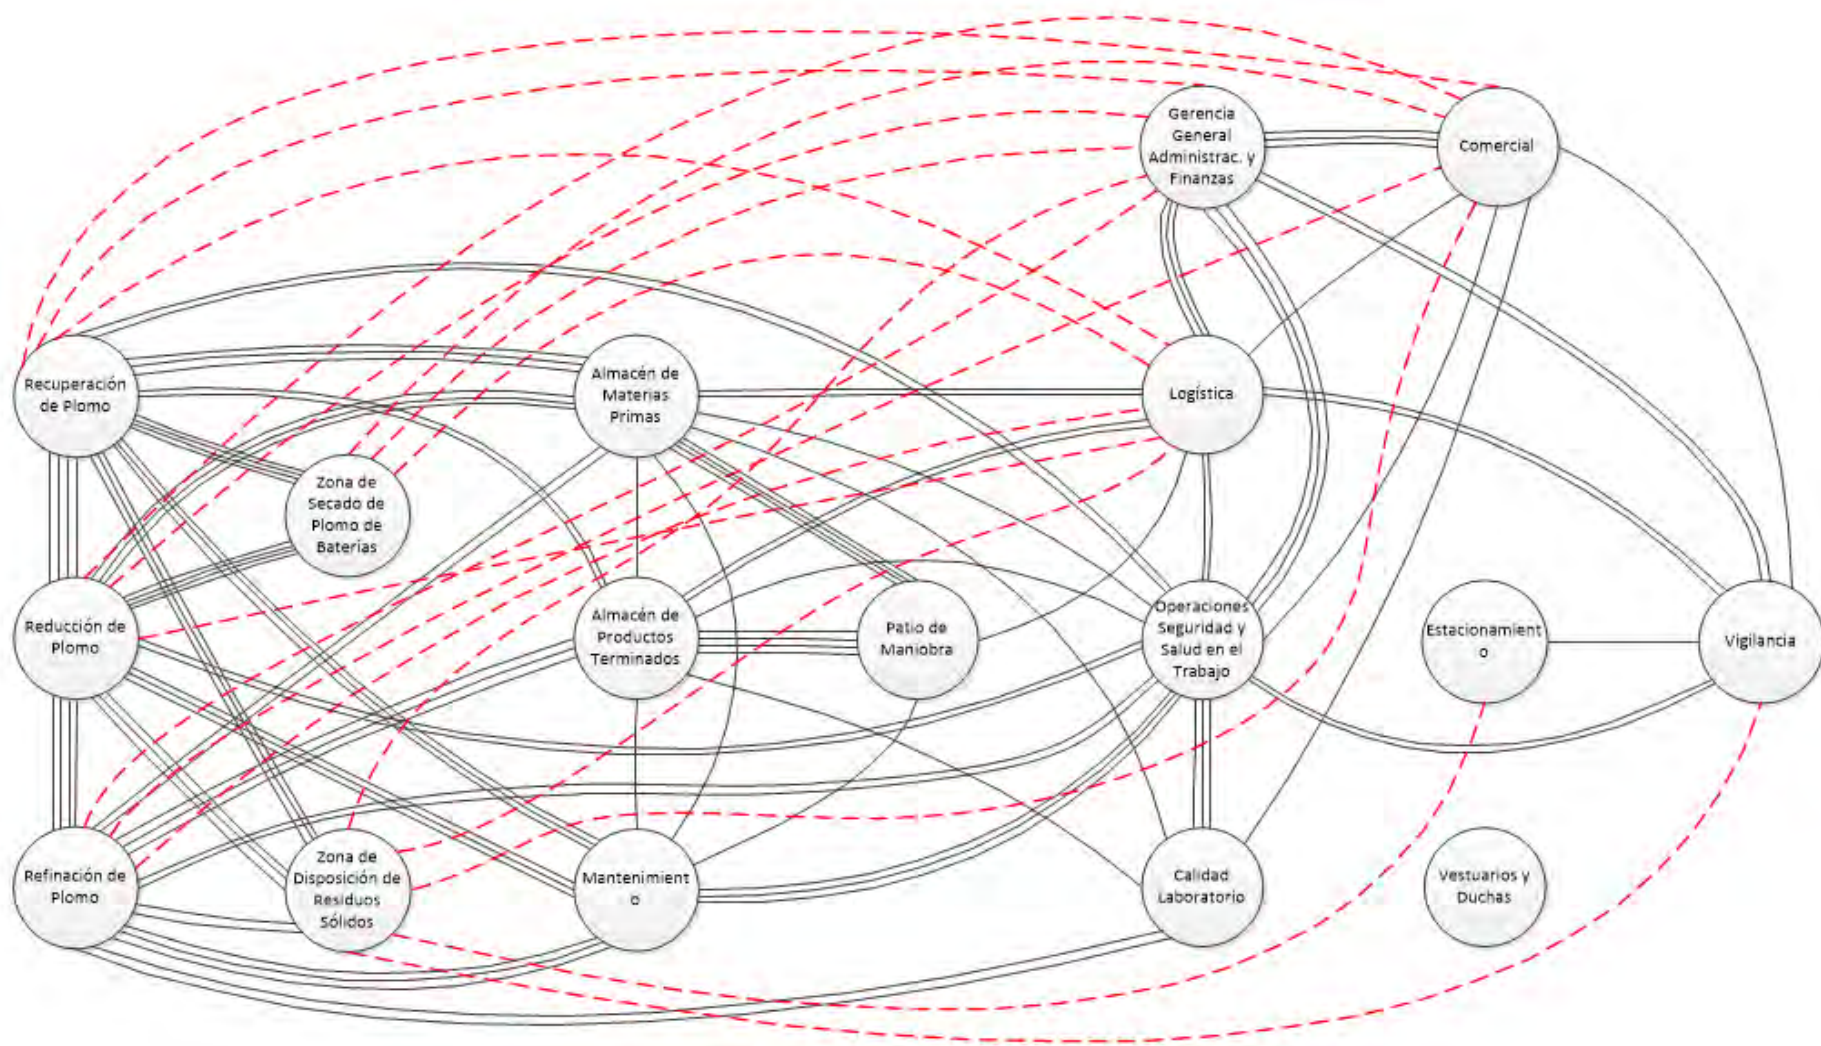 Gerencia
General
Administrac. y
Finanzas
Comercial
Recuperación
de Plomo
Almacén de
Materias
Primas
Logística
Zona de
Secado de
Plomo de
Baterías
Reducción de
Plomo
Almacén de
Productos
Terminados
Patio de
Maniobra
Operaciones
Seguridad y
Salud en el
Trabajo
Estacionamient
o
Vigilancia
Refinación de
Plomo
Zona de
Disposición de
Residuos
Sólidos
Mantenimient
o
Calidad
Laboratorio
Vestuarios y
Duchas